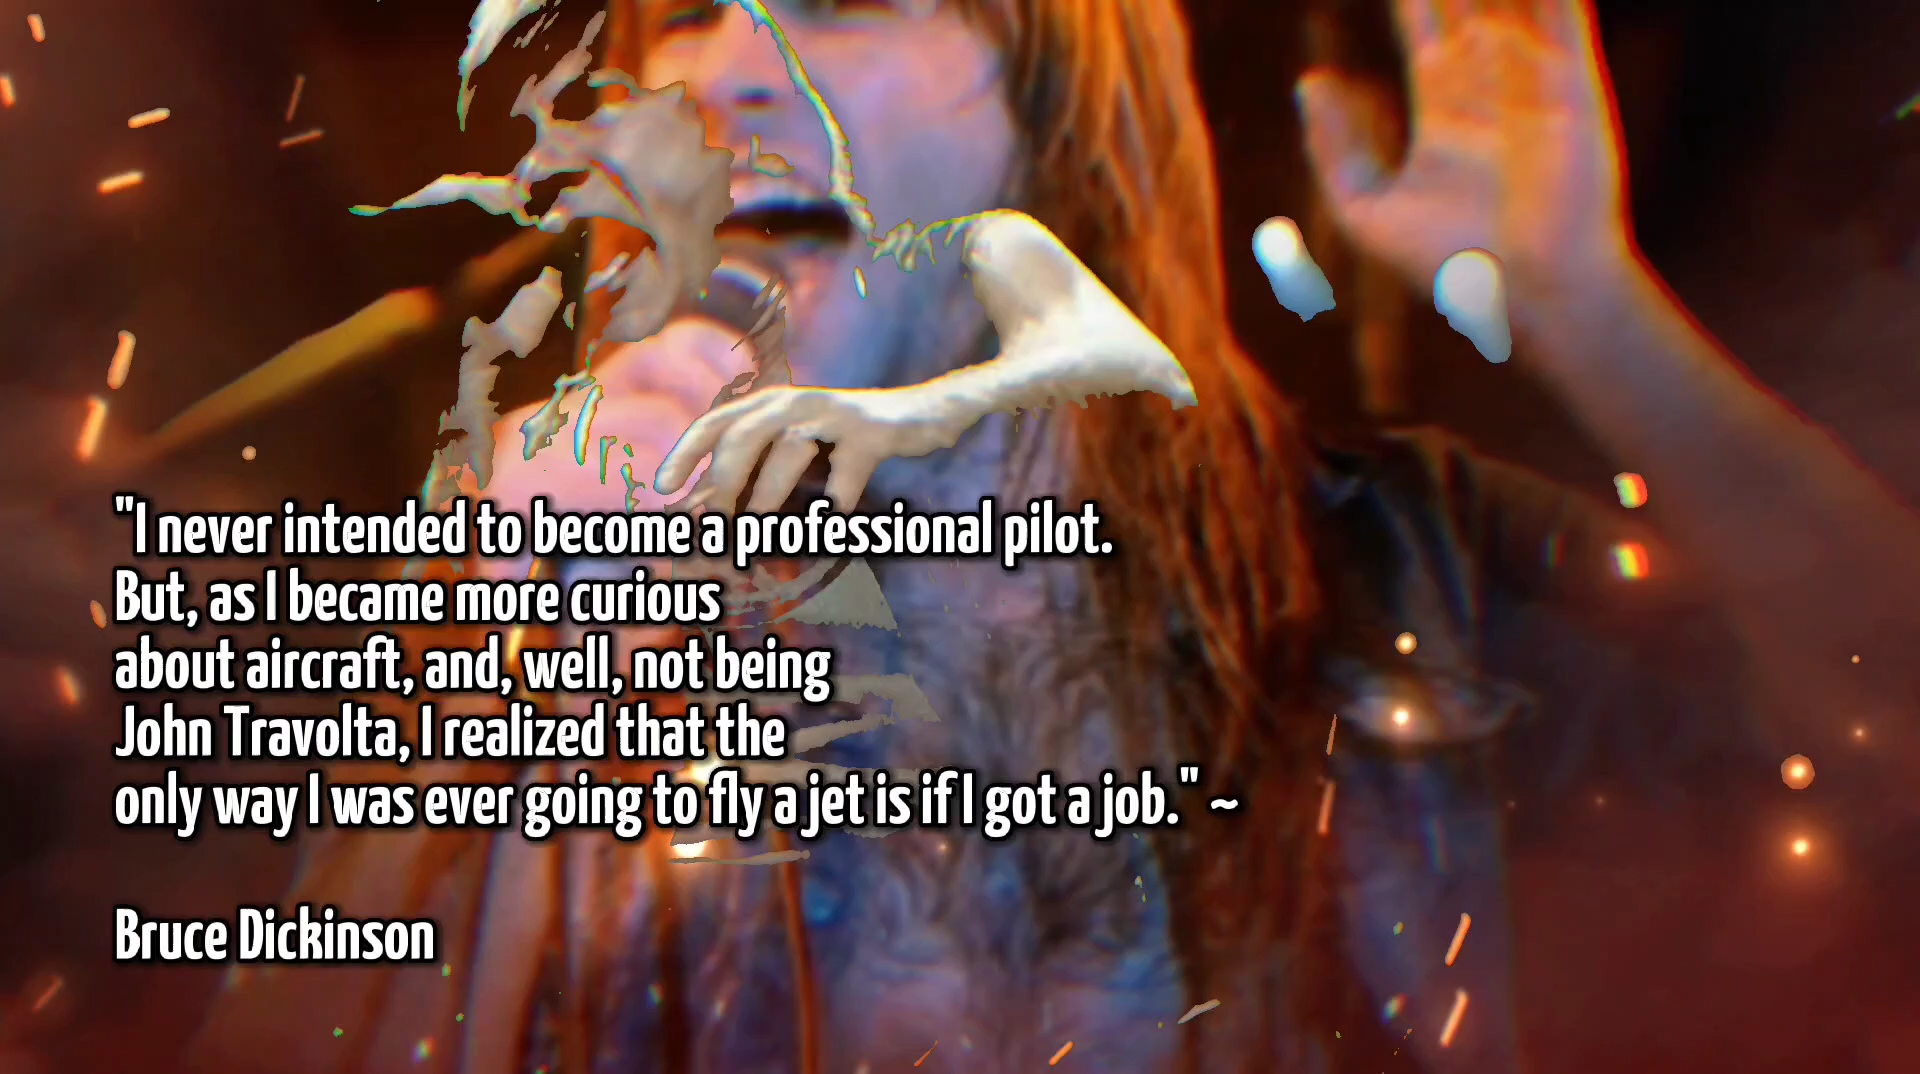 "I never intended to become a professional pilot.
But, as I became more curious
about aircraft, and, well, not being
John Travolta, I realized that the
only way I was ever going to fly a jet is if I got a job." ~
Bruce Dickinson